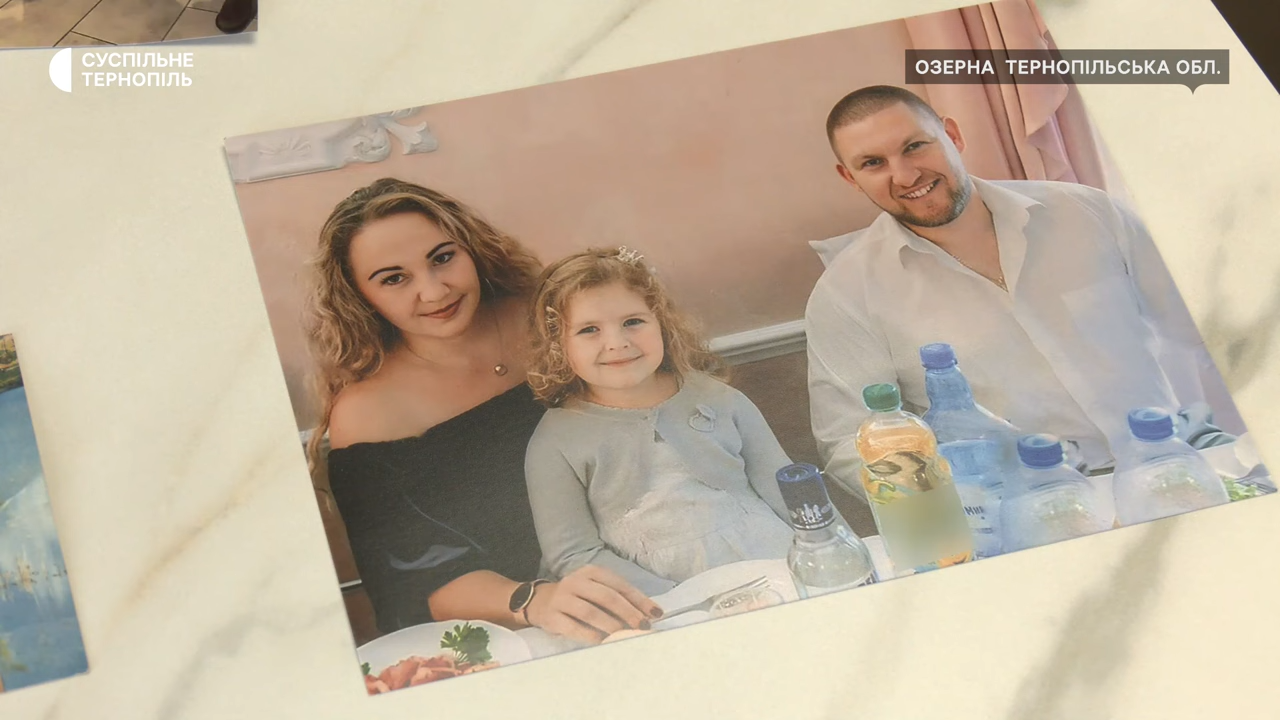 СУСПІЛЬНЕ
ТЕРНОПІЛЬ
ОЗЕРНА ТЕРНОПІЛЬСЬКА ОБЛ.